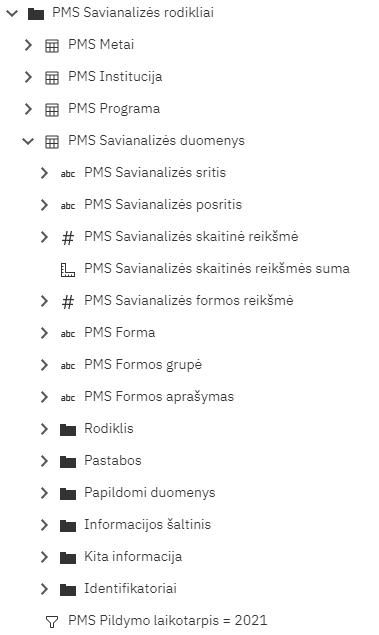 PMS Savianalizės rodikliai
PMS Metai
PMS Institucija
PMS Programa
PMS Savianalizės duomenys
abc PMS Savianalizės sritis
abc PMS Savianalizės posritis
# PMS Savianalizės skaitinė reikšmė
PMS Savianalizės skaitinės reikšmės suma
# PMS Savianalizės formos reikšmė
abc PMS Forma
abc PMS Formos grupė
abc PMS Formos aprašymas
Rodiklis
Pastabos
Papildomi duomenys
Informacijos šaltinis
Kita informacija
Identifikatoriai
PMS Pildymo laikotarpis = 2021